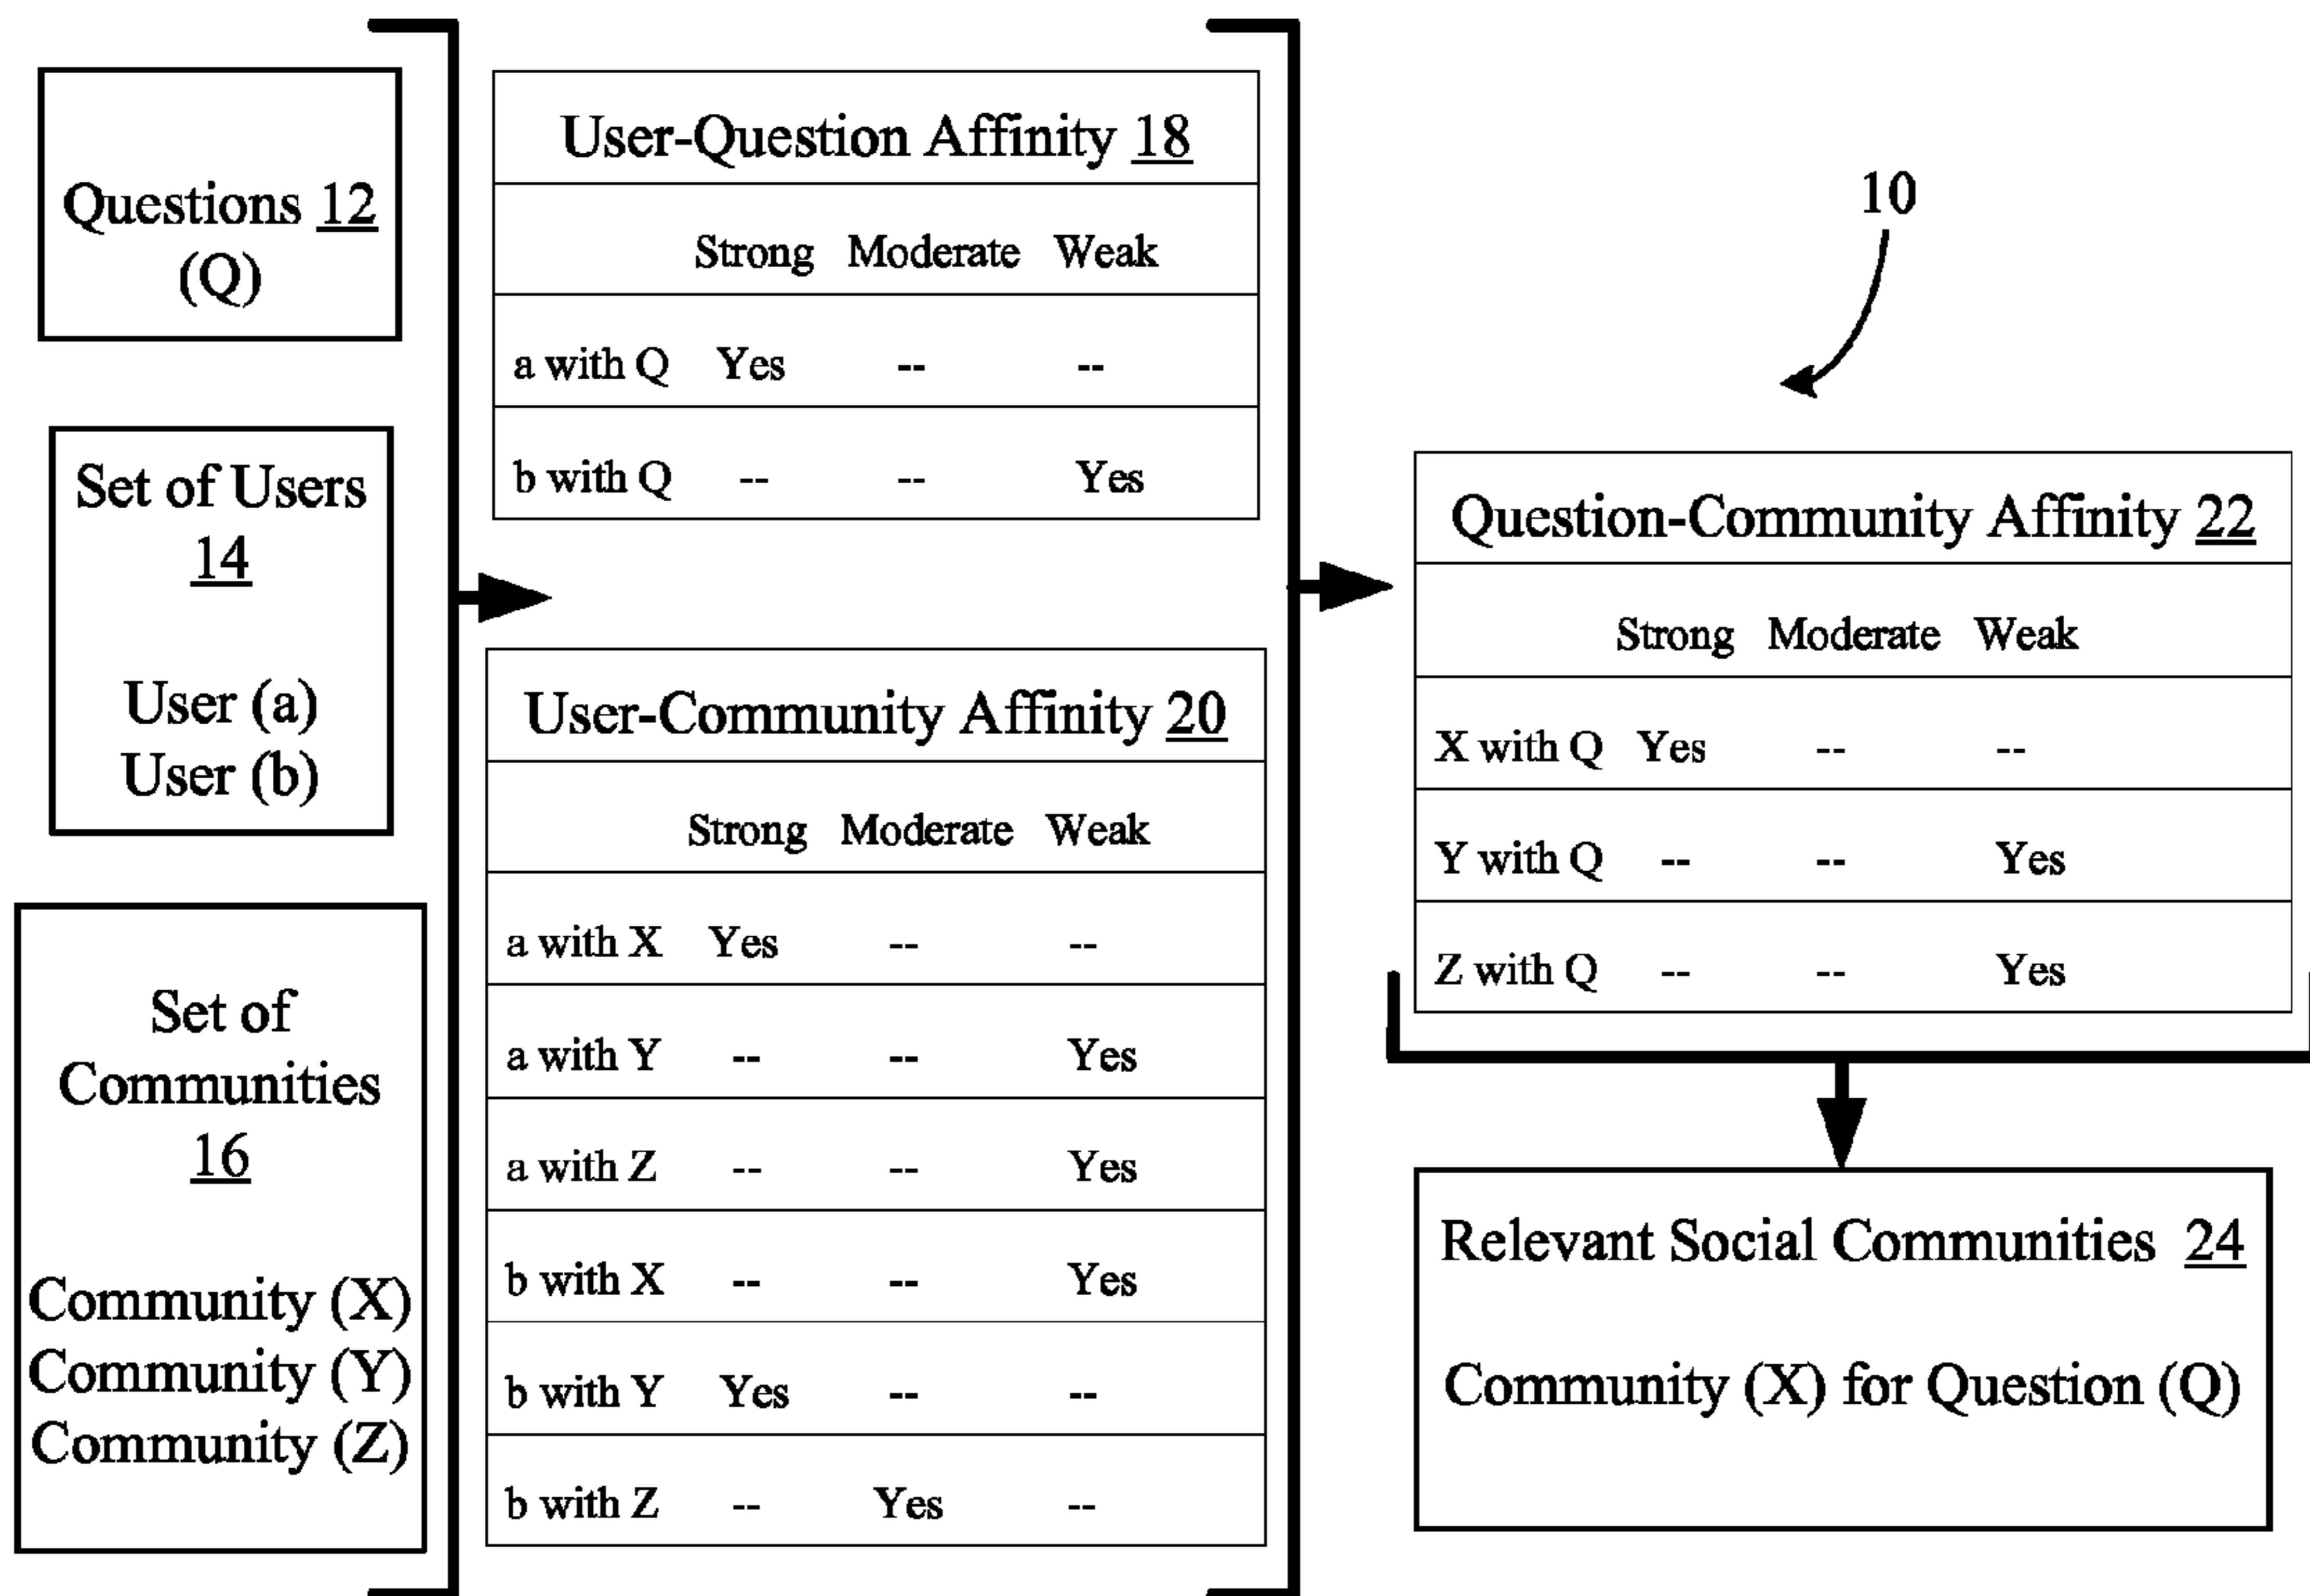 Questions 12
(Q)
Set of Users
14
User (a)
User (b)
Set of
Communities
16
Community (X)
Community (Y)
Community (Z)
User-Question Affinity 18
Strong Moderate Weak
a with Q Yes -- --
b with Q -- -- Yes
User-Community Affinity 20
Strong Moderate Weak
a with X Yes -- --
a with Y -- -- Yes
a with Z -- -- Yes
b with X -- -- Yes
b with Y Yes -- --
b with Z -- Yes --
10
Question-Community Affinity 22
Strong Moderate Weak
X with Q Yes -- --
Y with Q -- -- Yes
Z with Q -- -- Yes
Relevant Social Communities 24
Community (X) for Question (Q)